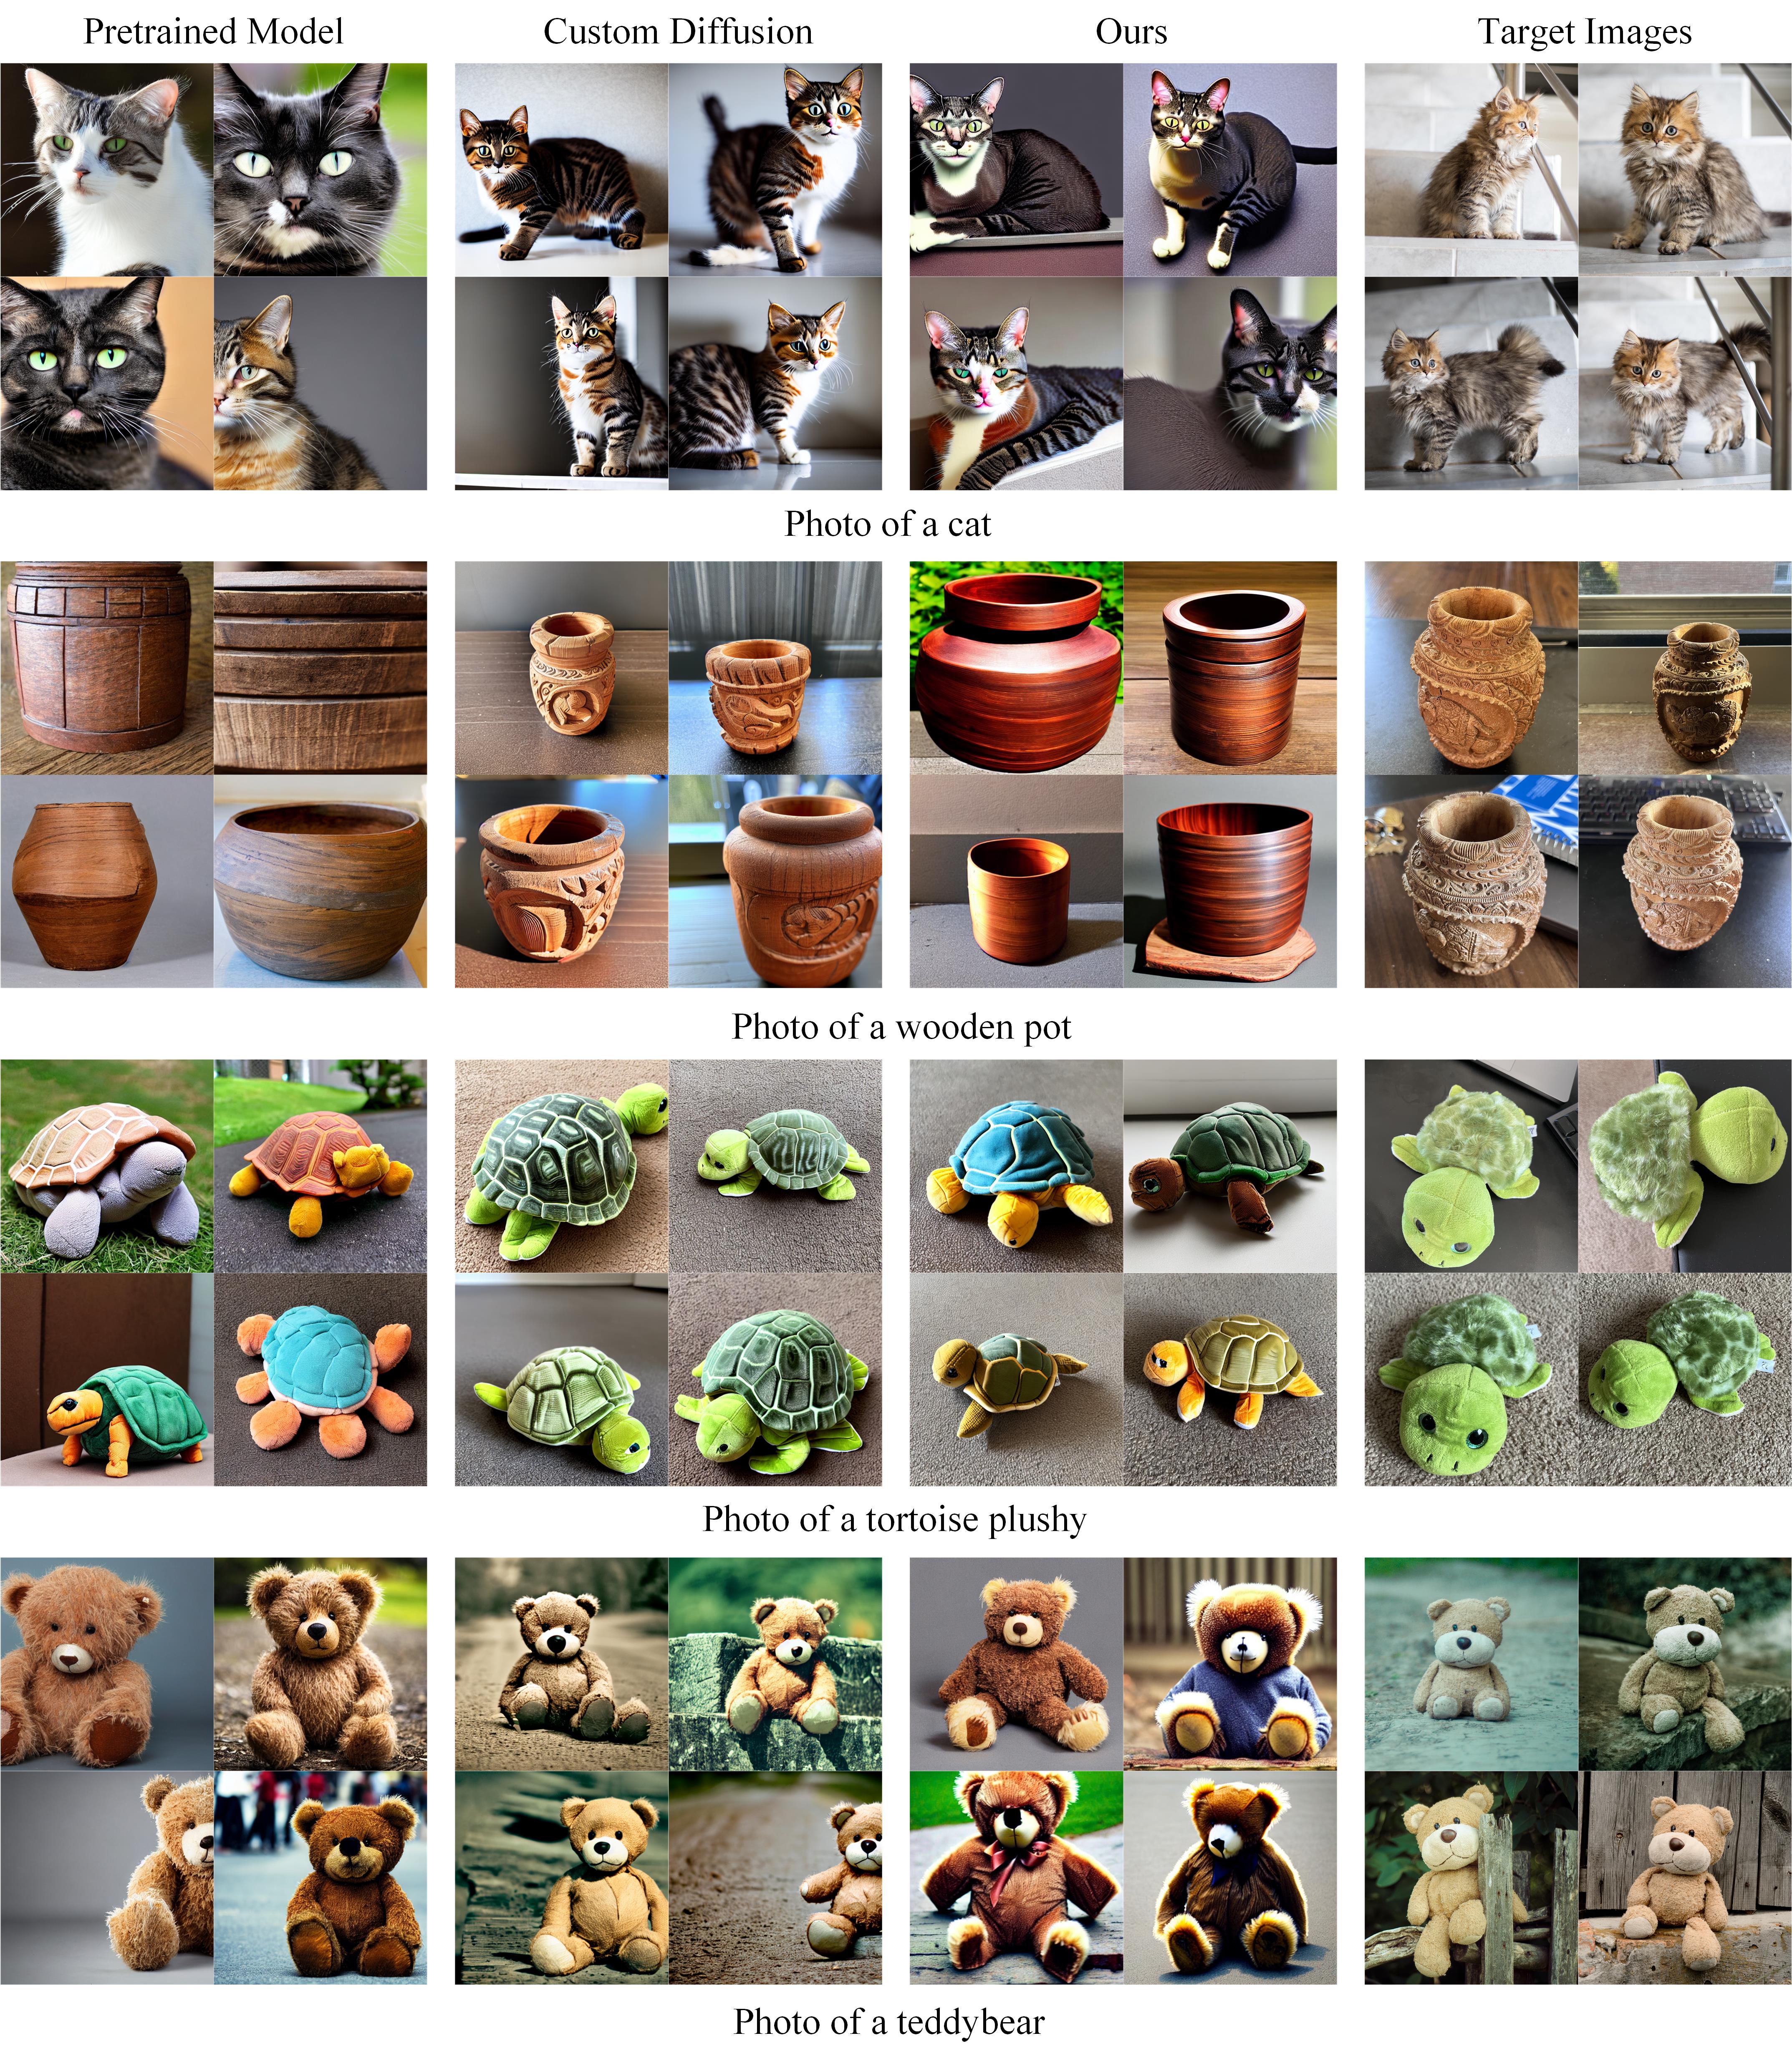 Pretrained Model
Custom Diffusion
Ours
Target Images
Photo of a cat
Photo of a wooden pot
Photo of a tortoise plushy
Photo of a teddybear